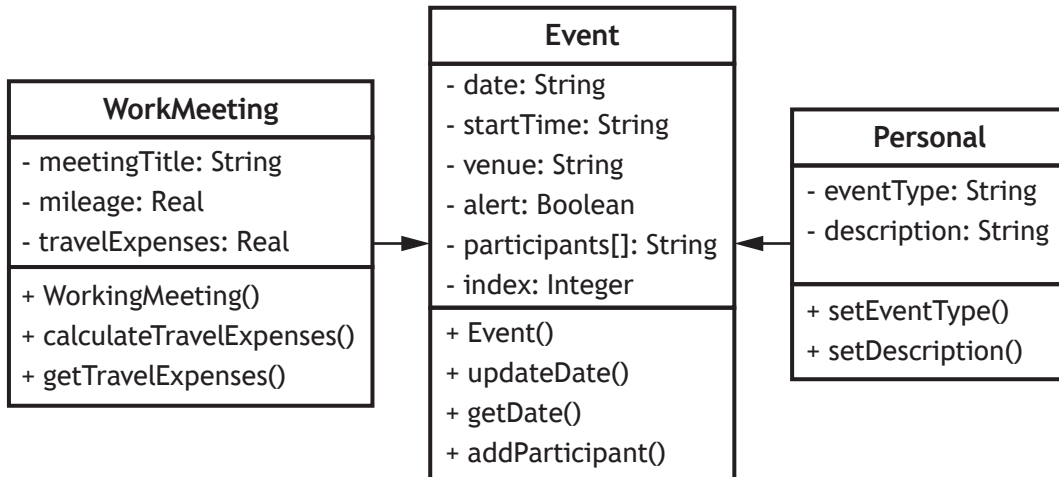 WorkMeeting
- meetingTitle: String
- mileage: Real
- travelExpenses: Real
+ WorkingMeeting()
+ calculateTravelExpenses()
+ getTravelExpenses()
Event
- date: String
- startTime: String
- venue: String
- alert: Boolean
- participants[]: String
- index: Integer
+ Event()
+ updateDate()
+ getDate()
+ addParticipant()
Personal
- eventType: String
- description: String
+ setEventType()
+ setDescription()